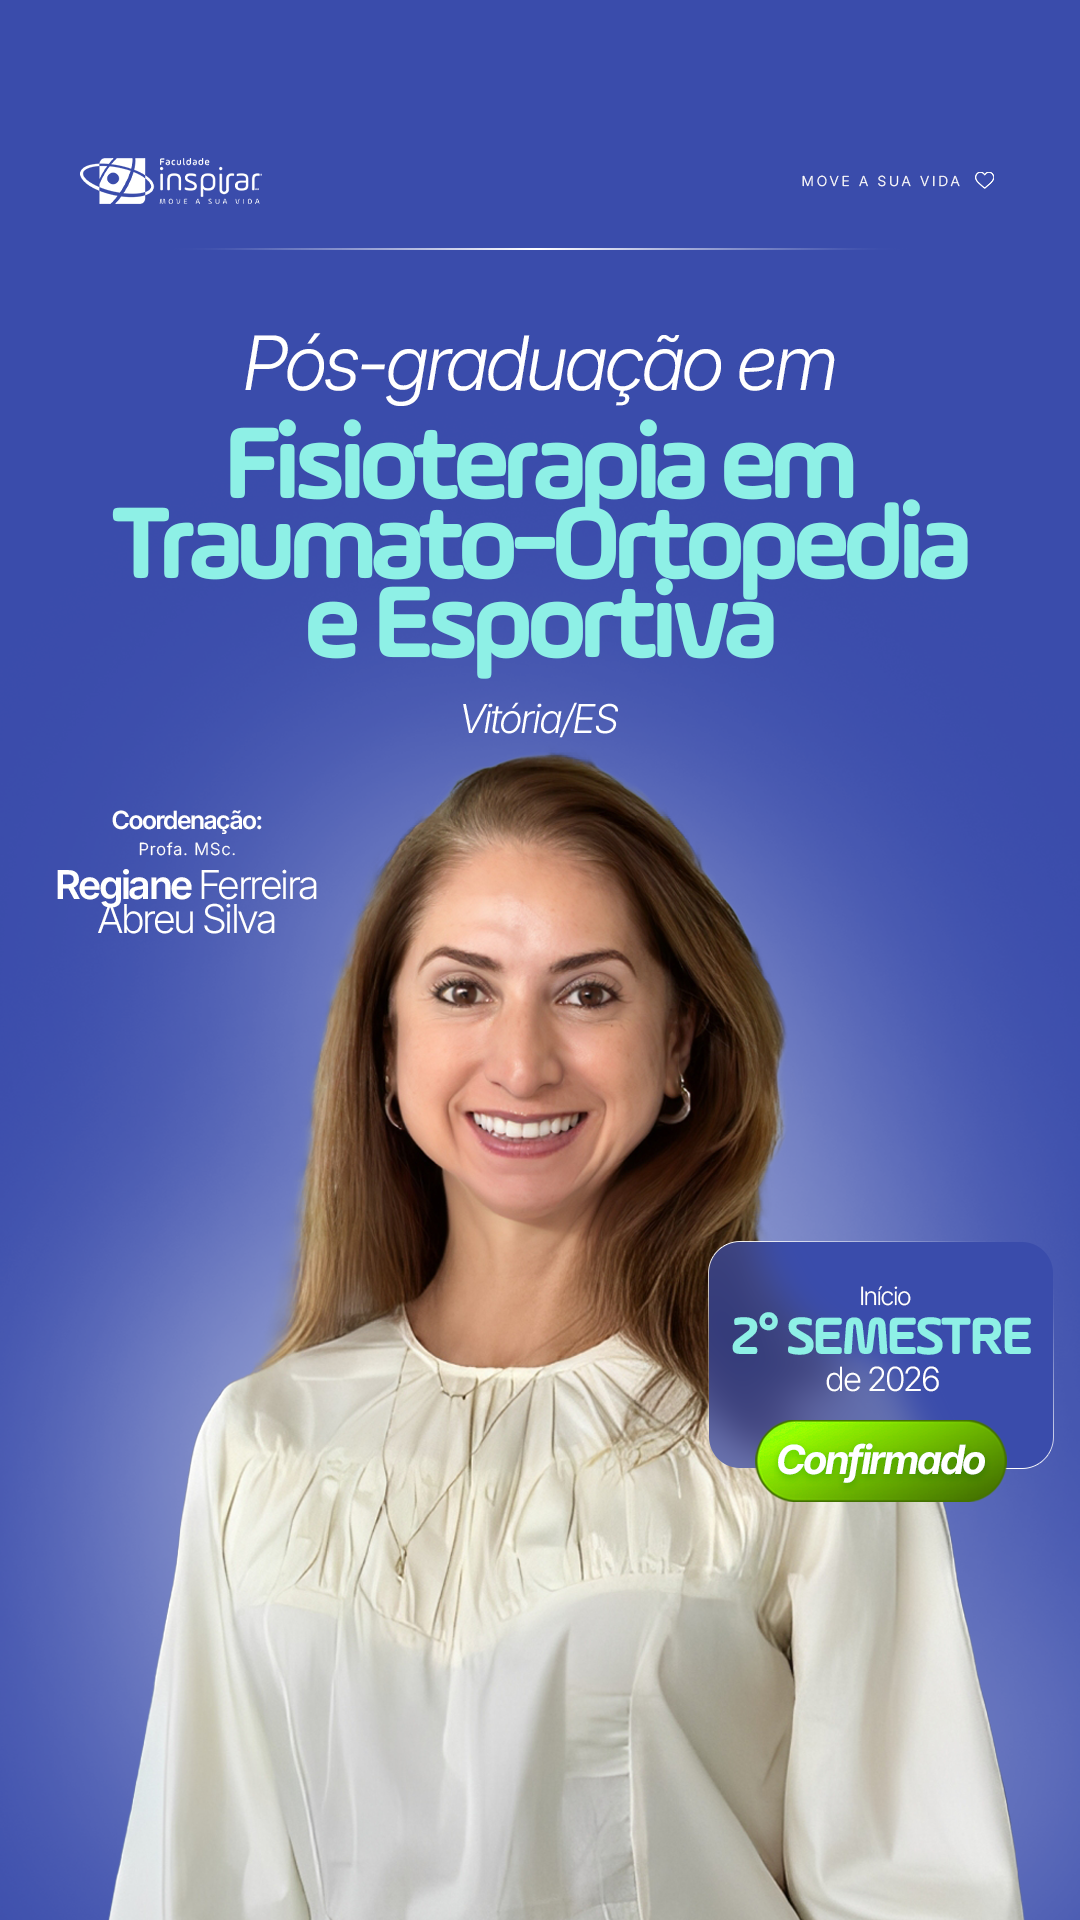 Faculdade
inspirar
MOVE A SUA VIDA
MOVE A SUA VIDA
Pós-graduação em
Fisioterapia em
Traumato-Ortopedia
e Esportiva
Vitória/ES
Coordenação:
Profa. MSc.
Regiane Ferreira
Abreu Silva
Início
2º SEMESTRE
de 2026
Confirmado